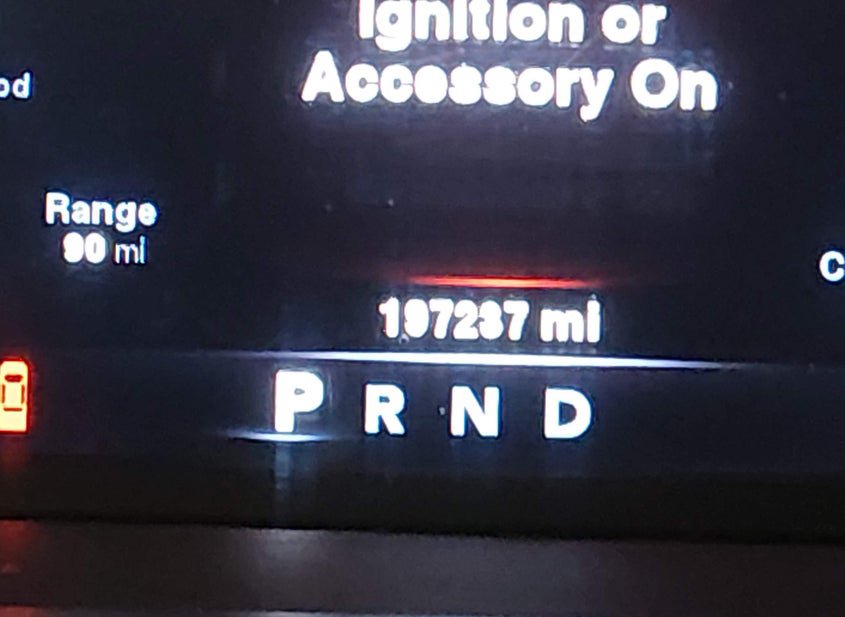 Ignition or
Accessory On
Range
90 mi
197237 mi
P R N D